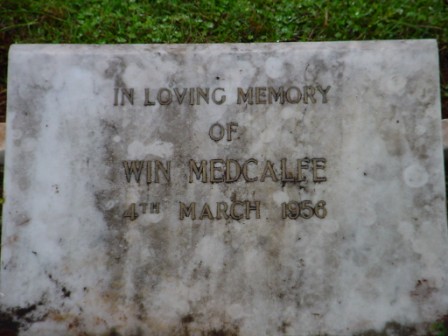 IN LOVING MEMORY
OF
WIN MEDCALFE
4TH MARCH 1956